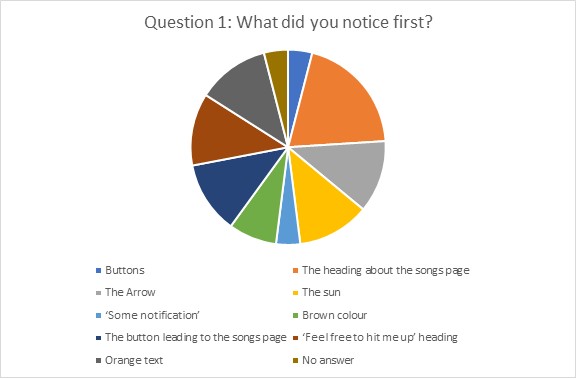 Question 1: What did you notice first?
Buttons
The heading about the songs page
The Arrow
The sun
‘Some notification’
Brown colour
The button leading to the songs page
‘Feel free to hit me up’ heading
Orange text
No answer